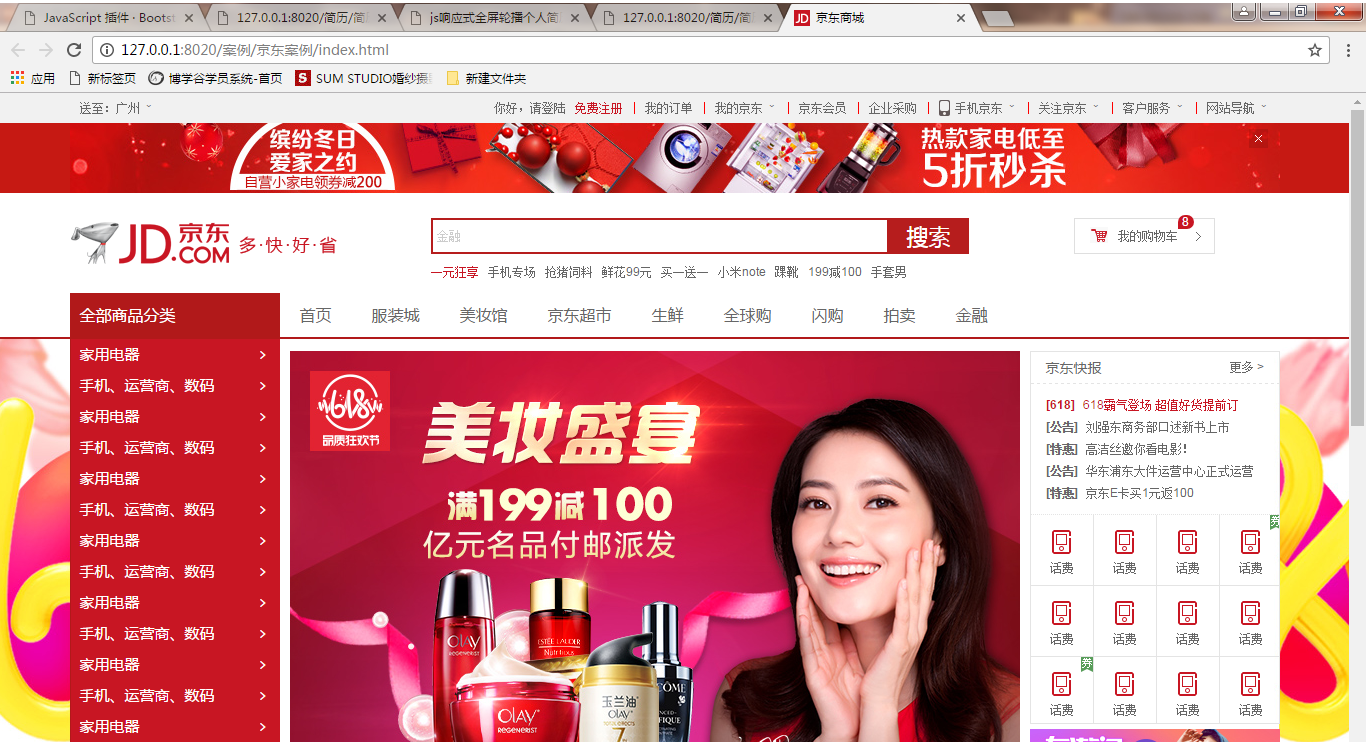 JavaScript 插件 · Bootst
127.0.0.1:8020/简历/简
js响应式全屏轮播个人简
127.0.0.1:8020/简历/简
JD 京东商城
127.0.0.1:8020/案例/京东案例/index.html
应用 新标签页 博学谷学员系统-首页 S SUM STUDIO婚纱摄 新建文件夹
送至：广州 你好，请登陆 免费注册 我的订单 我的京东 京东会员 企业采购 手机京东 关注京东 客户服务 网站导航
缤纷冬日
爱家之约
自营小家电领券减200
热款家电低至
5折秒杀
JD.COM 京东
多·快·好·省
金融 搜索
我的购物车 8
一元狂享 手机专场 抢猪饲料 鲜花99元 买一送一 小米note 踝靴 199减100 手套男
全部商品分类 首页 服装城 美妆馆 京东超市 生鲜 全球购 闪购 拍卖 金融
家用电器 >
手机、运营商、数码 >
家用电器 >
手机、运营商、数码 >
家用电器 >
手机、运营商、数码 >
家用电器 >
手机、运营商、数码 >
家用电器 >
手机、运营商、数码 >
家用电器 >
手机、运营商、数码 >
家用电器 >
618
品质狂欢节
美妆盛宴
满199减100
亿元名品付邮派发
OLAY
REGENERIST
ESTĒE LAUDER
Nutritious
OLAY
REGENERIST
玉兰油
OLAY
total effects
7
京东快报 更多 >
[618] 618霸气登场 超值好货提前订
[公告] 刘强东商务部口述新书上市
[特惠] 高洁丝邀你看电影!
[公告] 华东浦东大件运营中心正式运营
[特惠] 京东E卡买1元返100
券
话费 话费 话费 话费
话费 话费 话费 话费
券
话费 话费 话费 话费